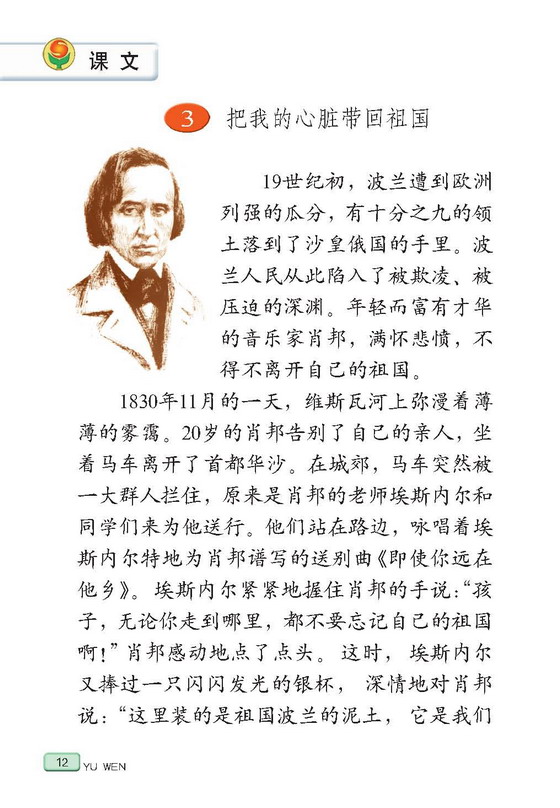 课文
3 把我的心脏带回祖国
19世纪初，波兰遭到欧洲
列强的瓜分，有十分之九的领
土落到了沙皇俄国的手里。波
兰人民从此陷入了被欺凌、被
压迫的深渊。年轻而富有才华
的音乐家肖邦，满怀悲愤，不
得不离开自己的祖国。
1830年11月的一天，维斯瓦河上弥漫着薄
薄的雾霭。20岁的肖邦告别了自己的亲人，坐
着马车离开了首都华沙。在城郊，马车突然被
一大群人拦住，原来是肖邦的老师埃斯内尔和
同学们来为他送行。他们站在路边，咏唱着埃
斯内尔特地为肖邦谱写的送别曲《即使你远在
他乡》。埃斯内尔紧紧地握住肖邦的手说：“孩
子，无论你走到哪里，都不要忘记自己的祖国
啊！”肖邦感动地点了点头。这时，埃斯内尔
又捧过一只闪闪发光的银杯，深情地对肖邦
说：“这里装的是祖国波兰的泥土，它是我们
12 YU WEN